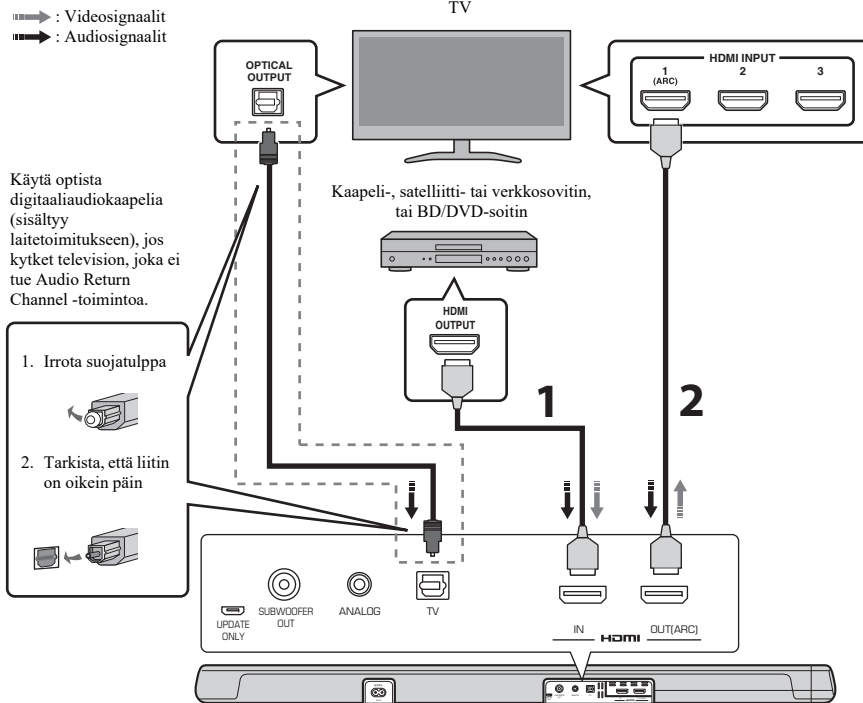 : Videosignaalit
: Audiosignaalit
TV
OPTICAL
OUTPUT
HDMI INPUT
1
(ARC)
2
3
Käytä optista
digitaaliaudiokaapelia
(sisältyy
laitetoimitukseen), jos
kytket television, joka ei
tue Audio Return
Channel -toimintoa.
Kaapeli-, satelliitti- tai verkkosovitin,
tai BD/DVD-soitin
HDMI
OUTPUT
1. Irrota suojatulppa
2. Tarkista, että liitin
on oikein päin
1
2
UPDATE
ONLY
SUBWOOFER
OUT
ANALOG
TV
IN
HDMI
OUT(ARC)